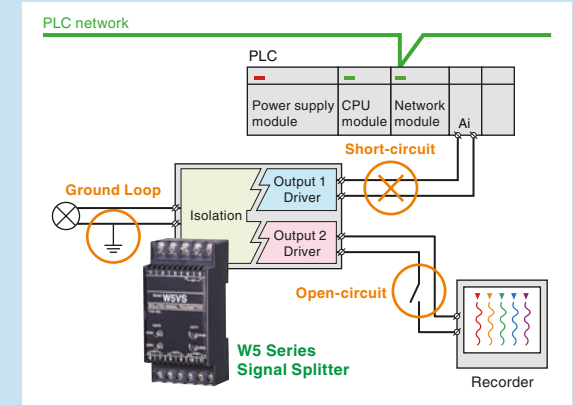 PLC network
PLC
Power supply
module
CPU
module
Network
module
Ai
Short-circuit
Ground Loop
Isolation
Output 1
Driver
Output 2
Driver
Open-circuit
W5VS
W5 Series
Signal Splitter
Recorder